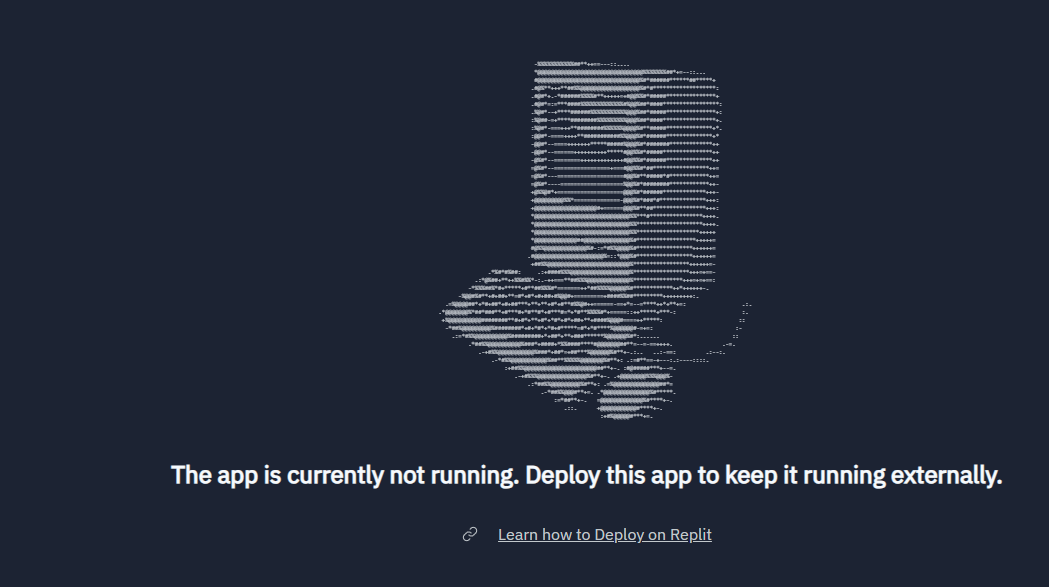 The app is currently not running. Deploy this app to keep it running externally.
Learn how to Deploy on Replit